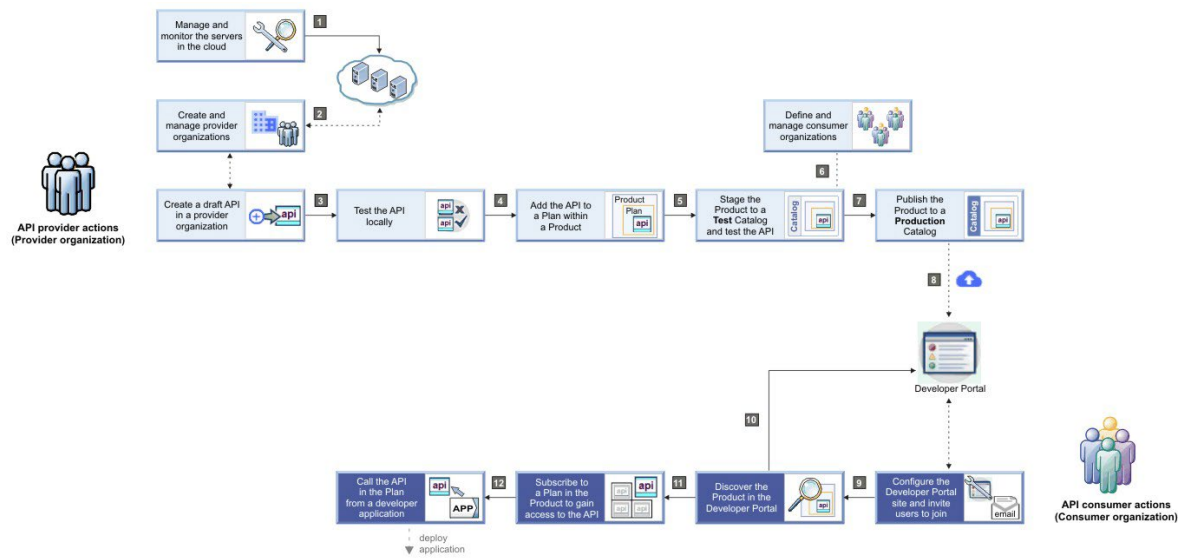 Manage and
monitor the servers
in the cloud
1
Create and
manage provider
organizations
2
Define and
manage consumer
organizations
API provider actions
(Provider organization)
Create a draft API
in a provider
organization
api
3
Test the API
locally
api
api
4
Add the API to
a Plan within
a Product
Product
Plan
api
5
Stage the
Product to a
Test Catalog
and test the API
Catalog
api
6
7
Publish the
Product to a
Production
Catalog
Catalog
api
8
Developer Portal
10
Call the API
in the Plan
from a developer
application
api
APP
12
Subscribe to
a Plan in the
Product to gain
access to the API
api
api
api
api
11
Discover the
Product in the
Developer Portal
api
9
Configure the
Developer Portal
site and invite
users to join
email
API consumer actions
(Consumer organization)
deploy
application